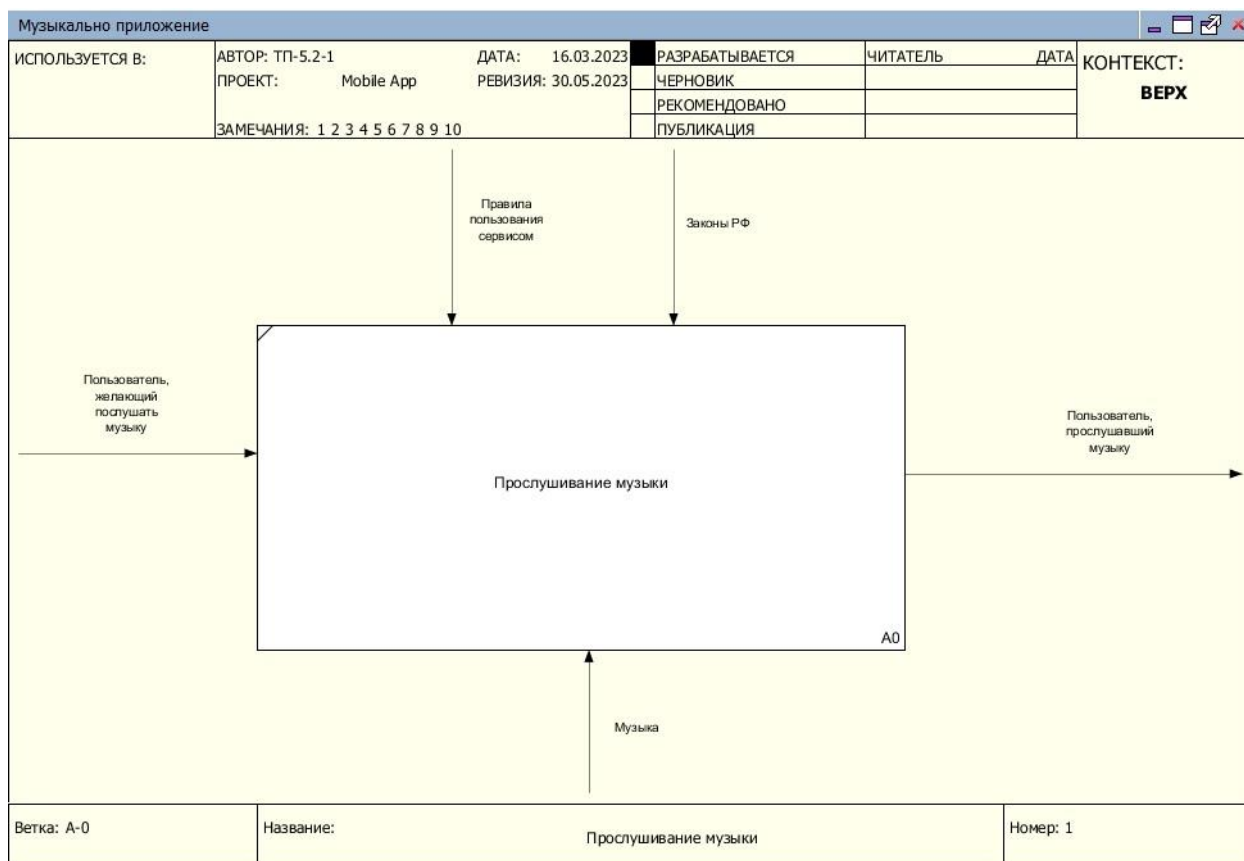 Музыкально приложение
ИСПОЛЬЗУЕТСЯ В:
АВТОР: ТП-5.2-1
ДАТА: 16.03.2023
ПРОЕКТ: Mobile App
РЕВИЗИЯ: 30.05.2023
ЗАМЕЧАНИЯ: 1 2 3 4 5 6 7 8 9 10
РАЗРАБАТЫВАЕТСЯ
ЧЕРНОВИК
РЕКОМЕНДОВАНО
ПУБЛИКАЦИЯ
ЧИТАТЕЛЬ
ДАТА
КОНТЕКСТ:
ВЕРХ
Правила
пользования
сервисом
Законы РФ
Пользователь,
желающий
послушать
музыку
Прослушивание музыки
A0
Пользователь,
прослушавший
музыку
Музыка
Ветка: A-0
Название:
Прослушивание музыки
Номер: 1